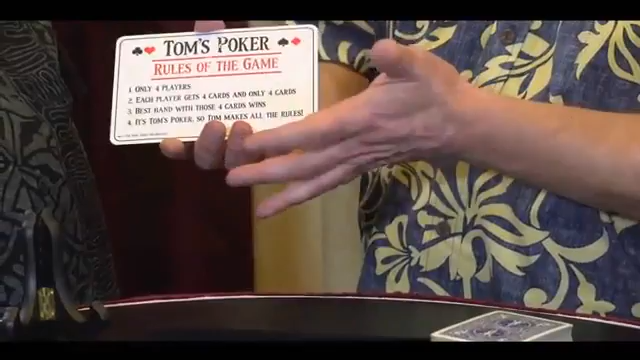 Tom's Poker
Rules of the Game
1. Only 4 players
2. Each player gets 4 cards and only 4 cards
3. Best hand with those 4 cards wins
4. It's Tom's Poker, so Tom makes all the rules!